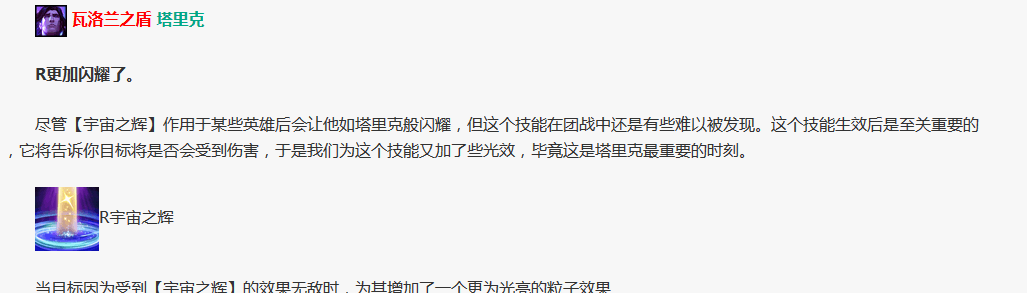 瓦洛兰之盾 塔里克
R更加闪耀了。
尽管【宇宙之辉】作用于某些英雄后会让他如塔里克般闪耀，但这个技能在团战中还是有些难以被发现。这个技能生效后是至关重要的
，它将告诉你目标将是否会受到伤害，于是我们为这个技能又加了些光效，毕竟这是塔里克最重要的时刻。
R宇宙之辉
当目标因为受到【宇宙之辉】的效果无敌时，为其增加了一个更为光亮的粒子效果